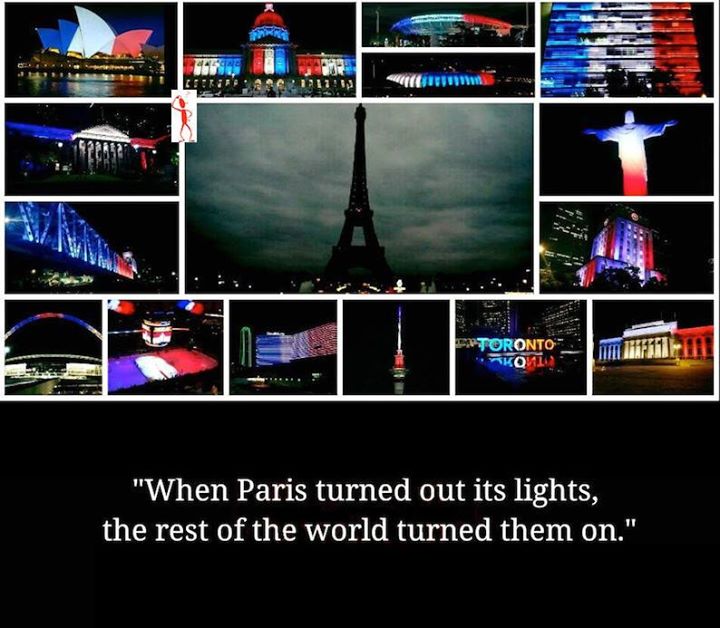 TORONTO
"When Paris turned out its lights,
the rest of the world turned them on."